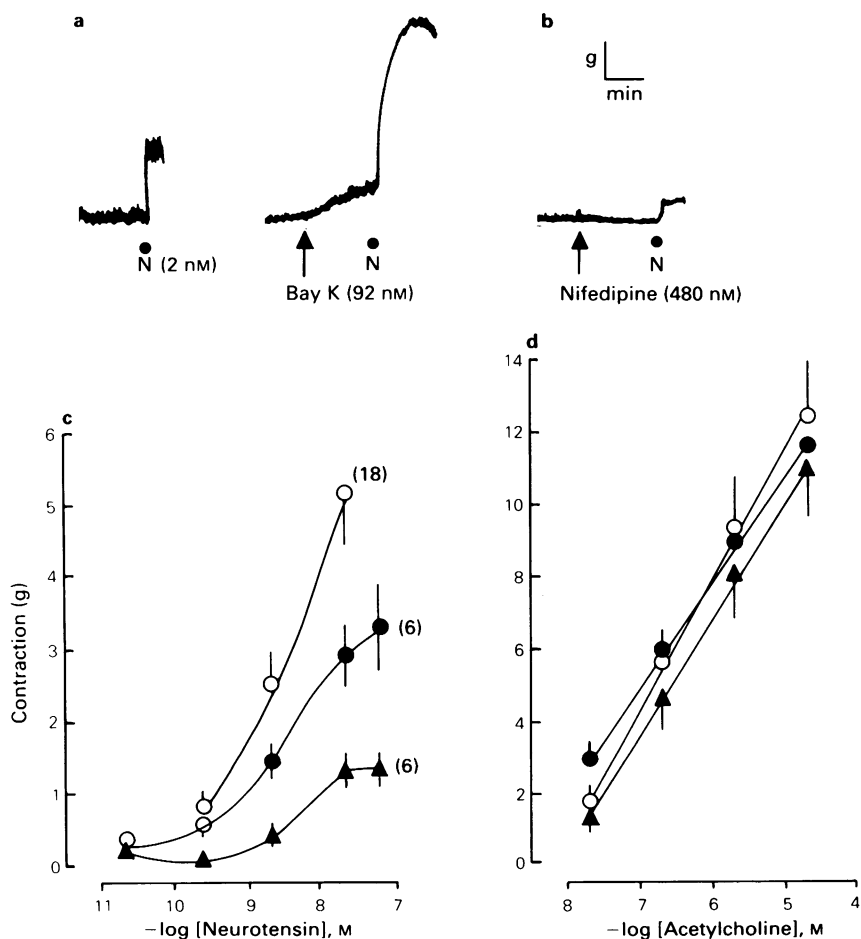 a
b
g
min
N (2 nM)
N
N
Bay K (92 nM)
Nifedipine (480 nM)
c
6
5
4
3
2
1
0
Contraction (g)
(18)
(6)
(6)
11 10 9 8 7
−log [Neurotensin], M
d
14
12
10
8
6
4
2
0
8 7 6 5 4
−log [Acetylcholine], M